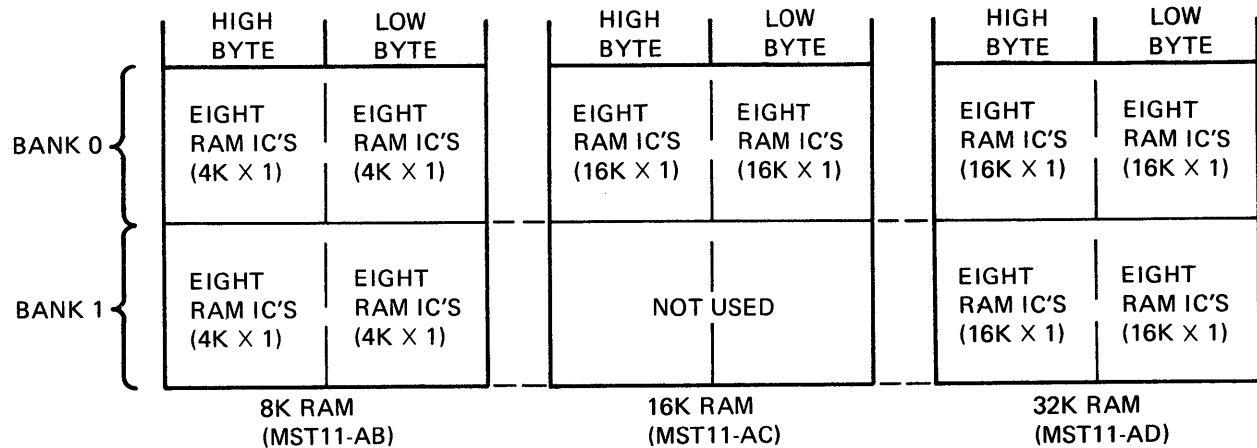 HIGH BYTE
LOW BYTE
HIGH BYTE
LOW BYTE
HIGH BYTE
LOW BYTE
BANK 0
EIGHT
RAM IC'S
(4K X 1)
EIGHT
RAM IC'S
(4K X 1)
EIGHT
RAM IC'S
(16K X 1)
EIGHT
RAM IC'S
(16K X 1)
EIGHT
RAM IC'S
(16K X 1)
EIGHT
RAM IC'S
(16K X 1)
BANK 1
EIGHT
RAM IC'S
(4K X 1)
EIGHT
RAM IC'S
(4K X 1)
NOT USED
EIGHT
RAM IC'S
(16K X 1)
EIGHT
RAM IC'S
(16K X 1)
8K RAM
(MST11-AB)
16K RAM
(MST11-AC)
32K RAM
(MST11-AD)